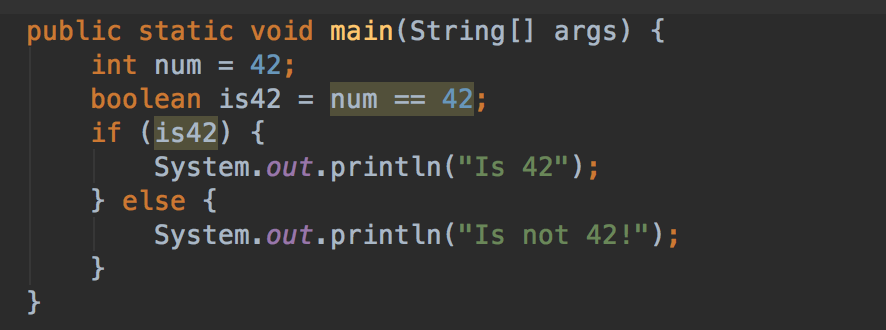 public static void main(String[] args) {
    int num = 42;
    boolean is42 = num == 42;
    if (is42) {
        System.out.println("Is 42");
    } else {
        System.out.println("Is not 42!");
    }
}